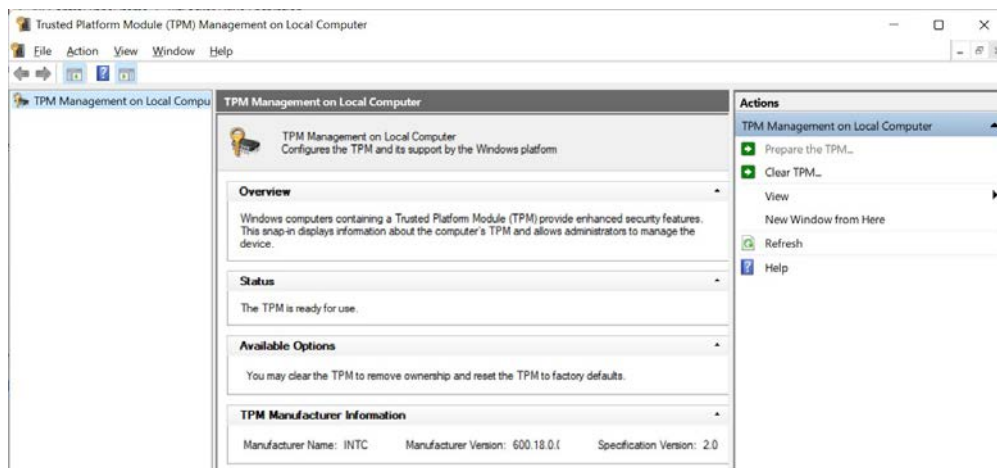 Trusted Platform Module (TPM) Management on Local Computer
File Action View Window Help
TPM Management on Local Compu
TPM Management on Local Computer
TPM Management on Local Computer
Configures the TPM and its support by the Windows platform
Overview
Windows computers containing a Trusted Platform Module (TPM) provide enhanced security features.
This snap-in displays information about the computer's TPM and allows administrators to manage the
device.
Status
The TPM is ready for use.
Available Options
You may clear the TPM to remove ownership and reset the TPM to factory defaults.
TPM Manufacturer Information
Manufacturer Name: INTC Manufacturer Version: 600.18.0.( Specification Version: 2.0
Actions
TPM Management on Local Computer
Prepare the TPM...
Clear TPM...
View
New Window from Here
Refresh
Help